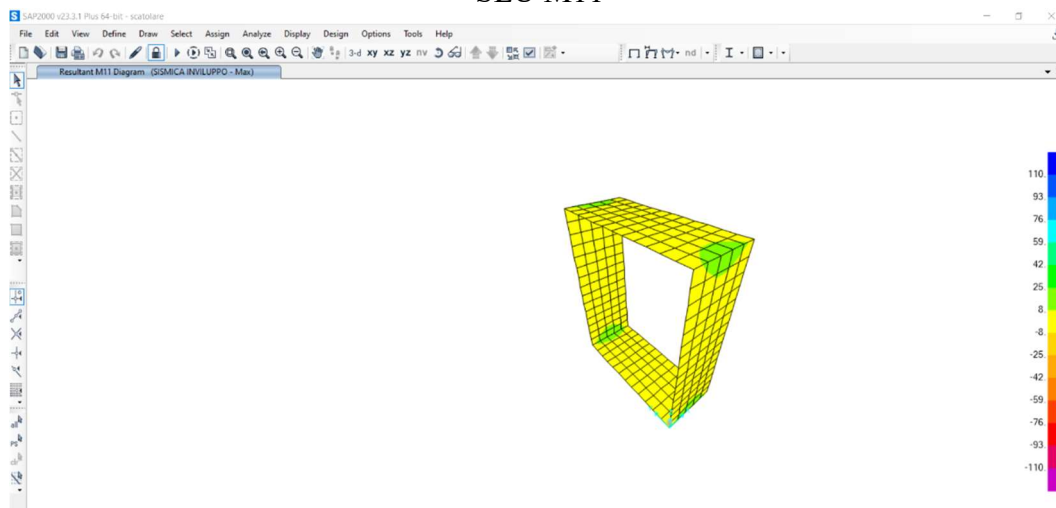 SAP2000 v23.3.1 Plus 64-bit - scatolare
File Edit View Define Draw Select Assign Analyze Display Design Options Tools Help
3-d xy xz yz nv nd
Resultant M11 Diagram (SISMICA INVILUPPO - Max)
110.
93.
76.
59.
42.
25.
8.
-8.
-25.
-42.
-59.
-76.
-93.
-110.
all